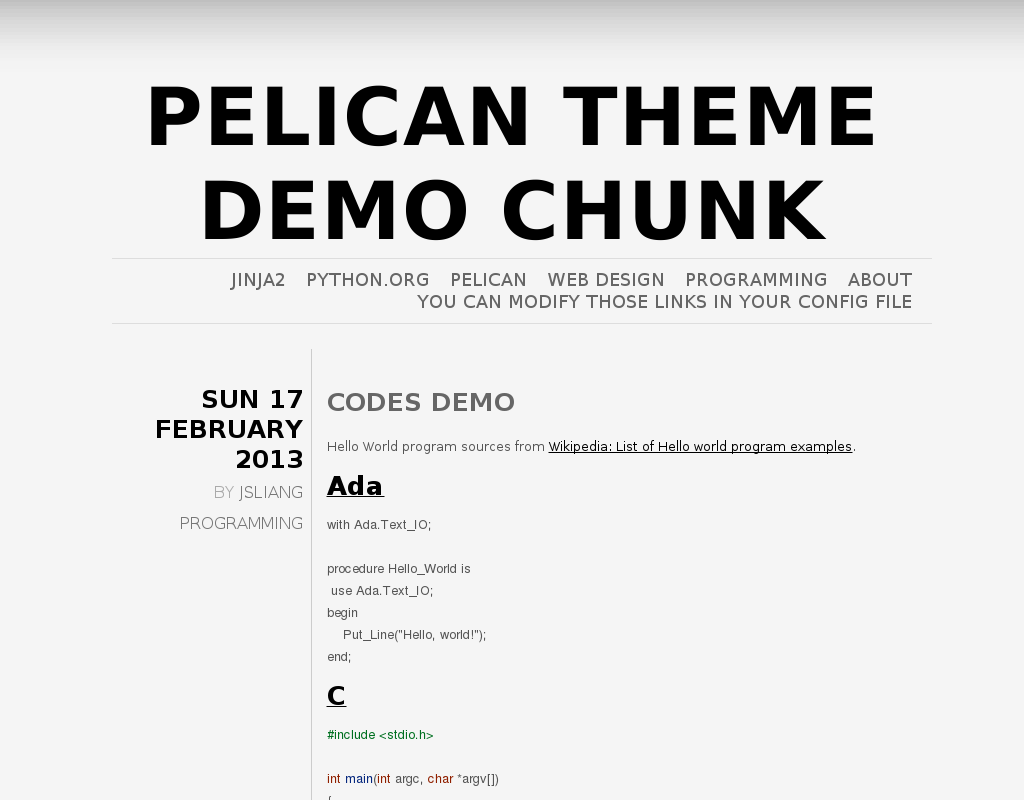 PELICAN THEME
DEMO CHUNK
JINJA2 PYTHON.ORG PELICAN WEB DESIGN PROGRAMMING ABOUT
YOU CAN MODIFY THOSE LINKS IN YOUR CONFIG FILE
SUN 17
FEBRUARY
2013
BY JSLIANG
PROGRAMMING
CODES DEMO
Hello World program sources from Wikipedia: List of Hello world program examples.
Ada
with Ada.Text_IO;
procedure Hello_World is
use Ada.Text_IO;
begin
Put_Line("Hello, world!");
end;
C
#include <stdio.h>
int main(int argc, char *argv[])